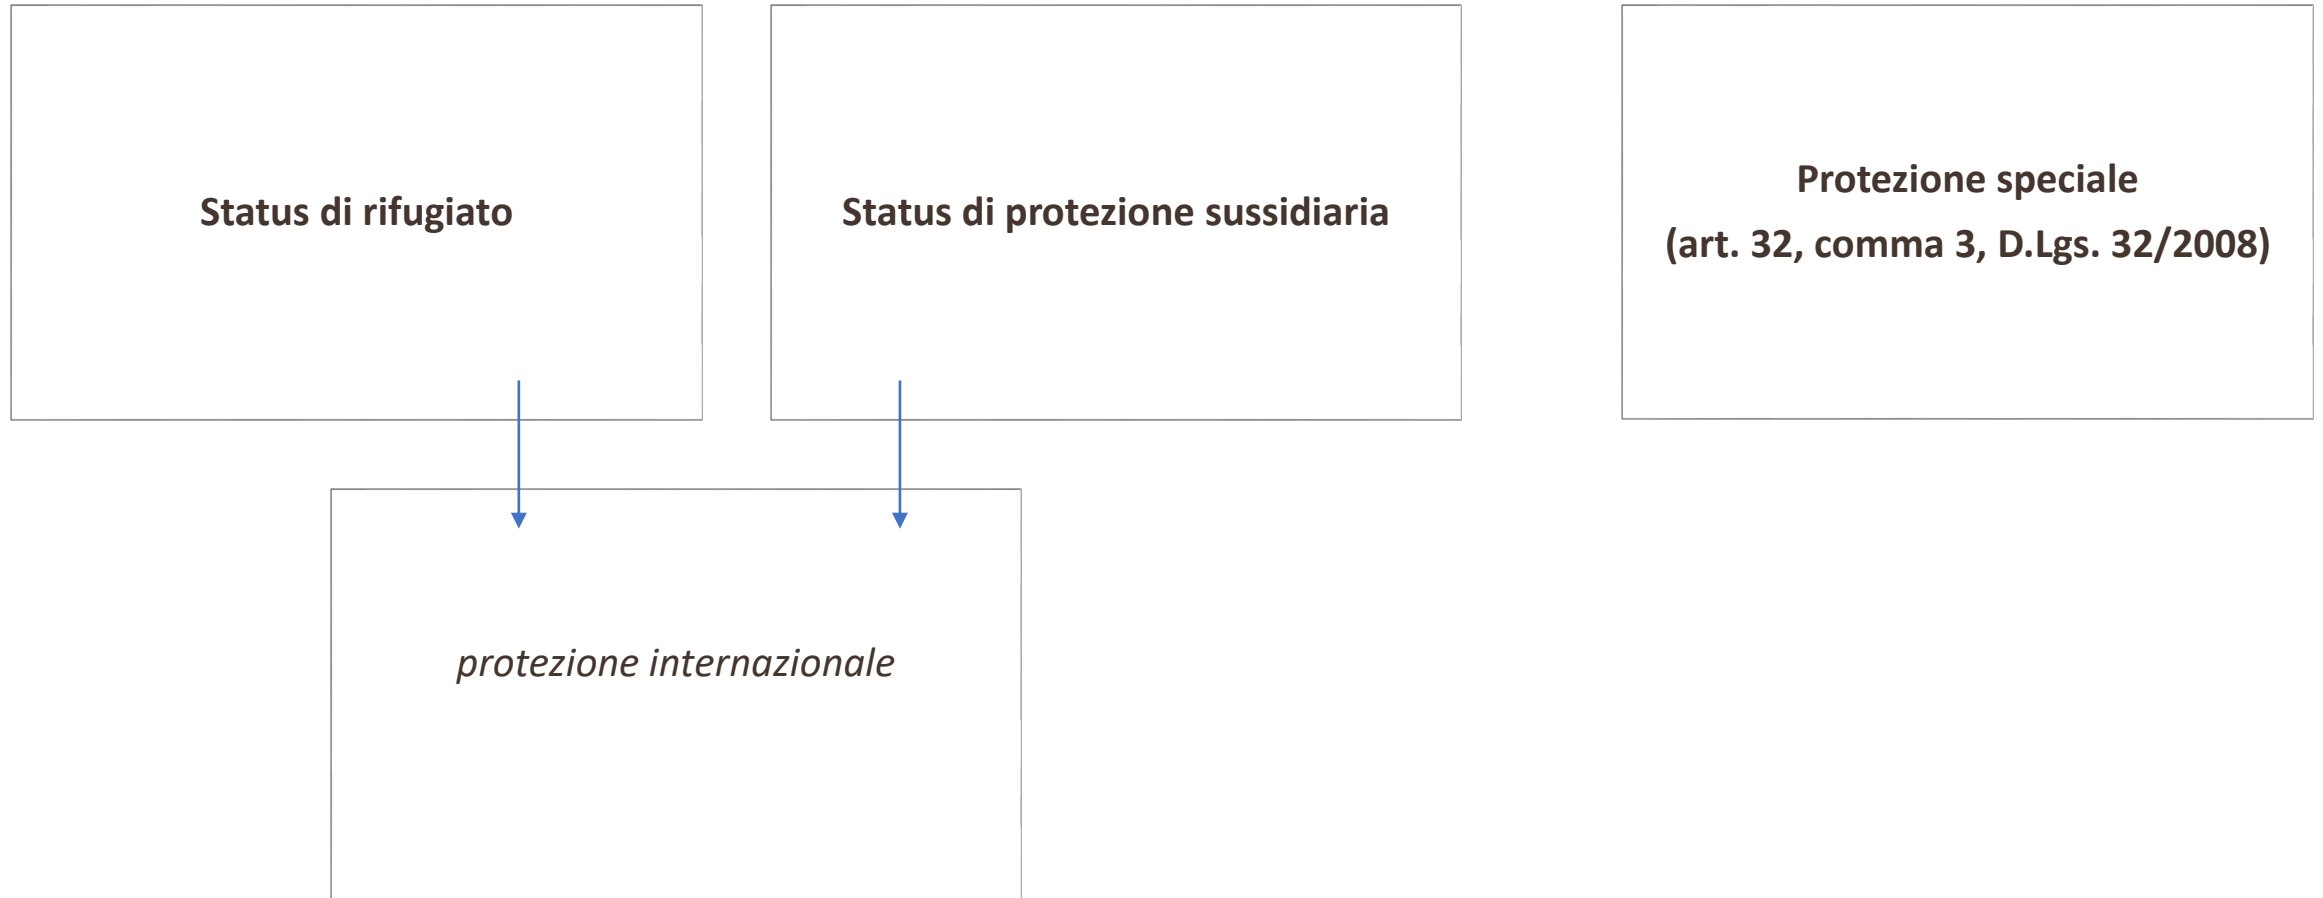 Status di rifugiato
Status di protezione sussidiaria
Protezione speciale
(art. 32, comma 3, D.Lgs. 32/2008)
protezione internazionale